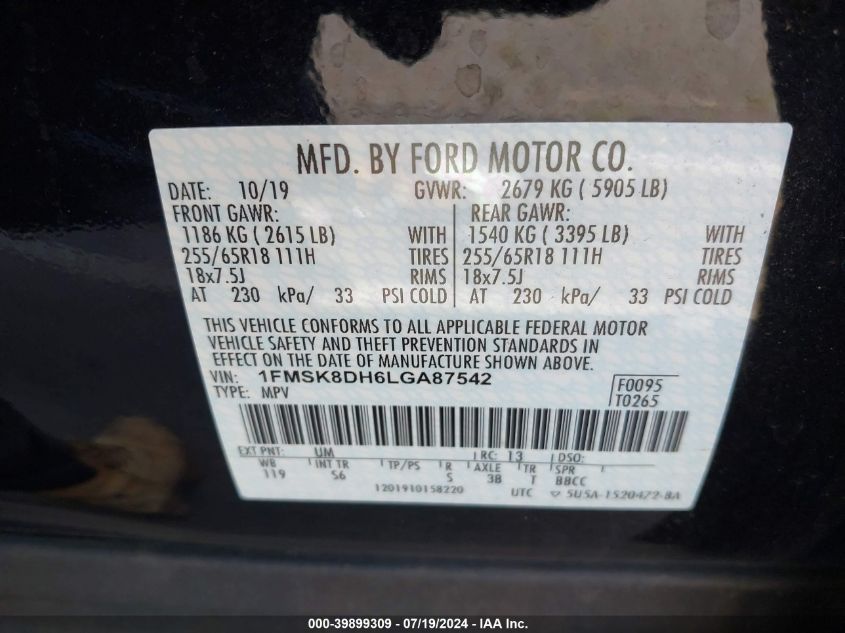 MFD. BY FORD MOTOR CO.
DATE: 10/19 GVWR: 2679 KG ( 5905 LB)
FRONT GAWR: REAR GAWR:
1186 KG ( 2615 LB) WITH 1540 KG ( 3395 LB) WITH
255/65R18 111H TIRES 255/65R18 111H TIRES
18x7.5J RIMS 18x7.5J RIMS
AT 230 kPa/ 33 PSI COLD AT 230 kPa/ 33 PSI COLD
THIS VEHICLE CONFORMS TO ALL APPLICABLE FEDERAL MOTOR
VEHICLE SAFETY AND THEFT PREVENTION STANDARDS IN
EFFECT ON THE DATE OF MANUFACTURE SHOWN ABOVE.
VIN: 1FMSK8DH6LGA87542 F0095
TYPE: MPV T0265
EXT PNT: UM RC: 13 DSO:
WB INT TR TP/PS R AXLE TR SPR
119 S6 S 38 T BBCC
1201910158220 UTC 5U5A-1520472-BA
000-39899309 - 07/19/2024 - IAA Inc.